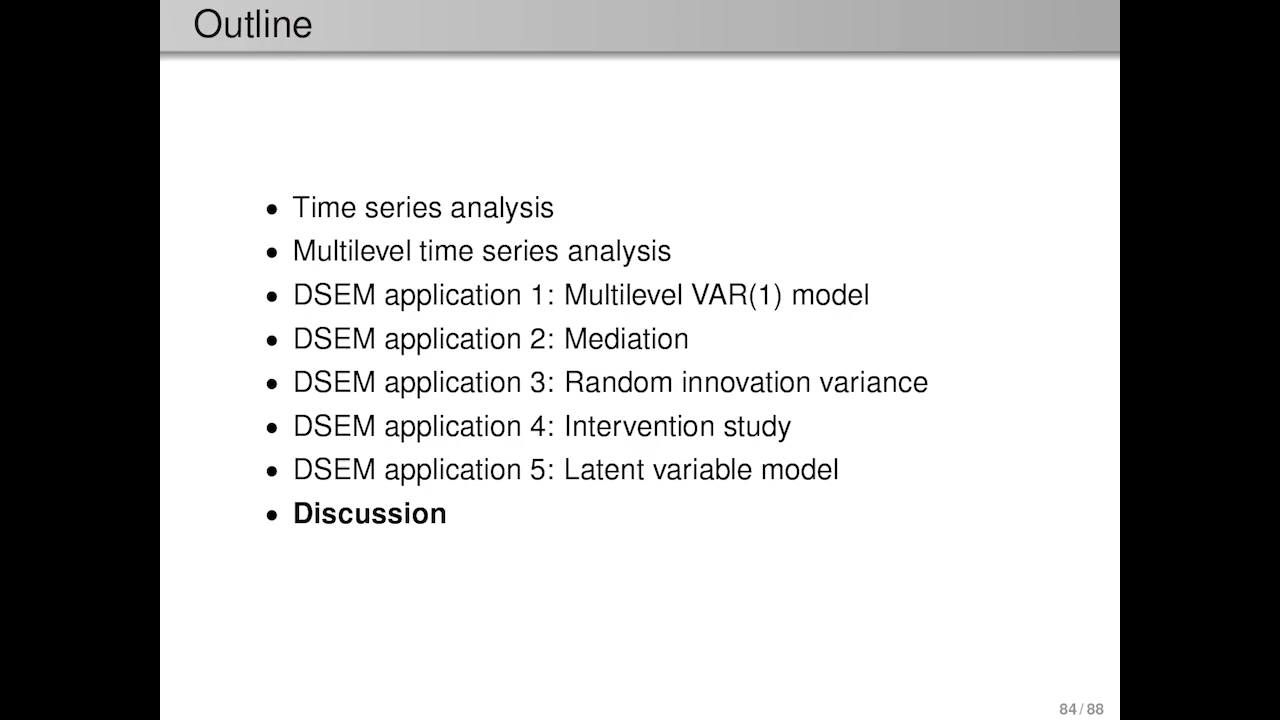 Outline
• Time series analysis
• Multilevel time series analysis
• DSEM application 1: Multilevel VAR(1) model
• DSEM application 2: Mediation
• DSEM application 3: Random innovation variance
• DSEM application 4: Intervention study
• DSEM application 5: Latent variable model
• Discussion
84 / 88